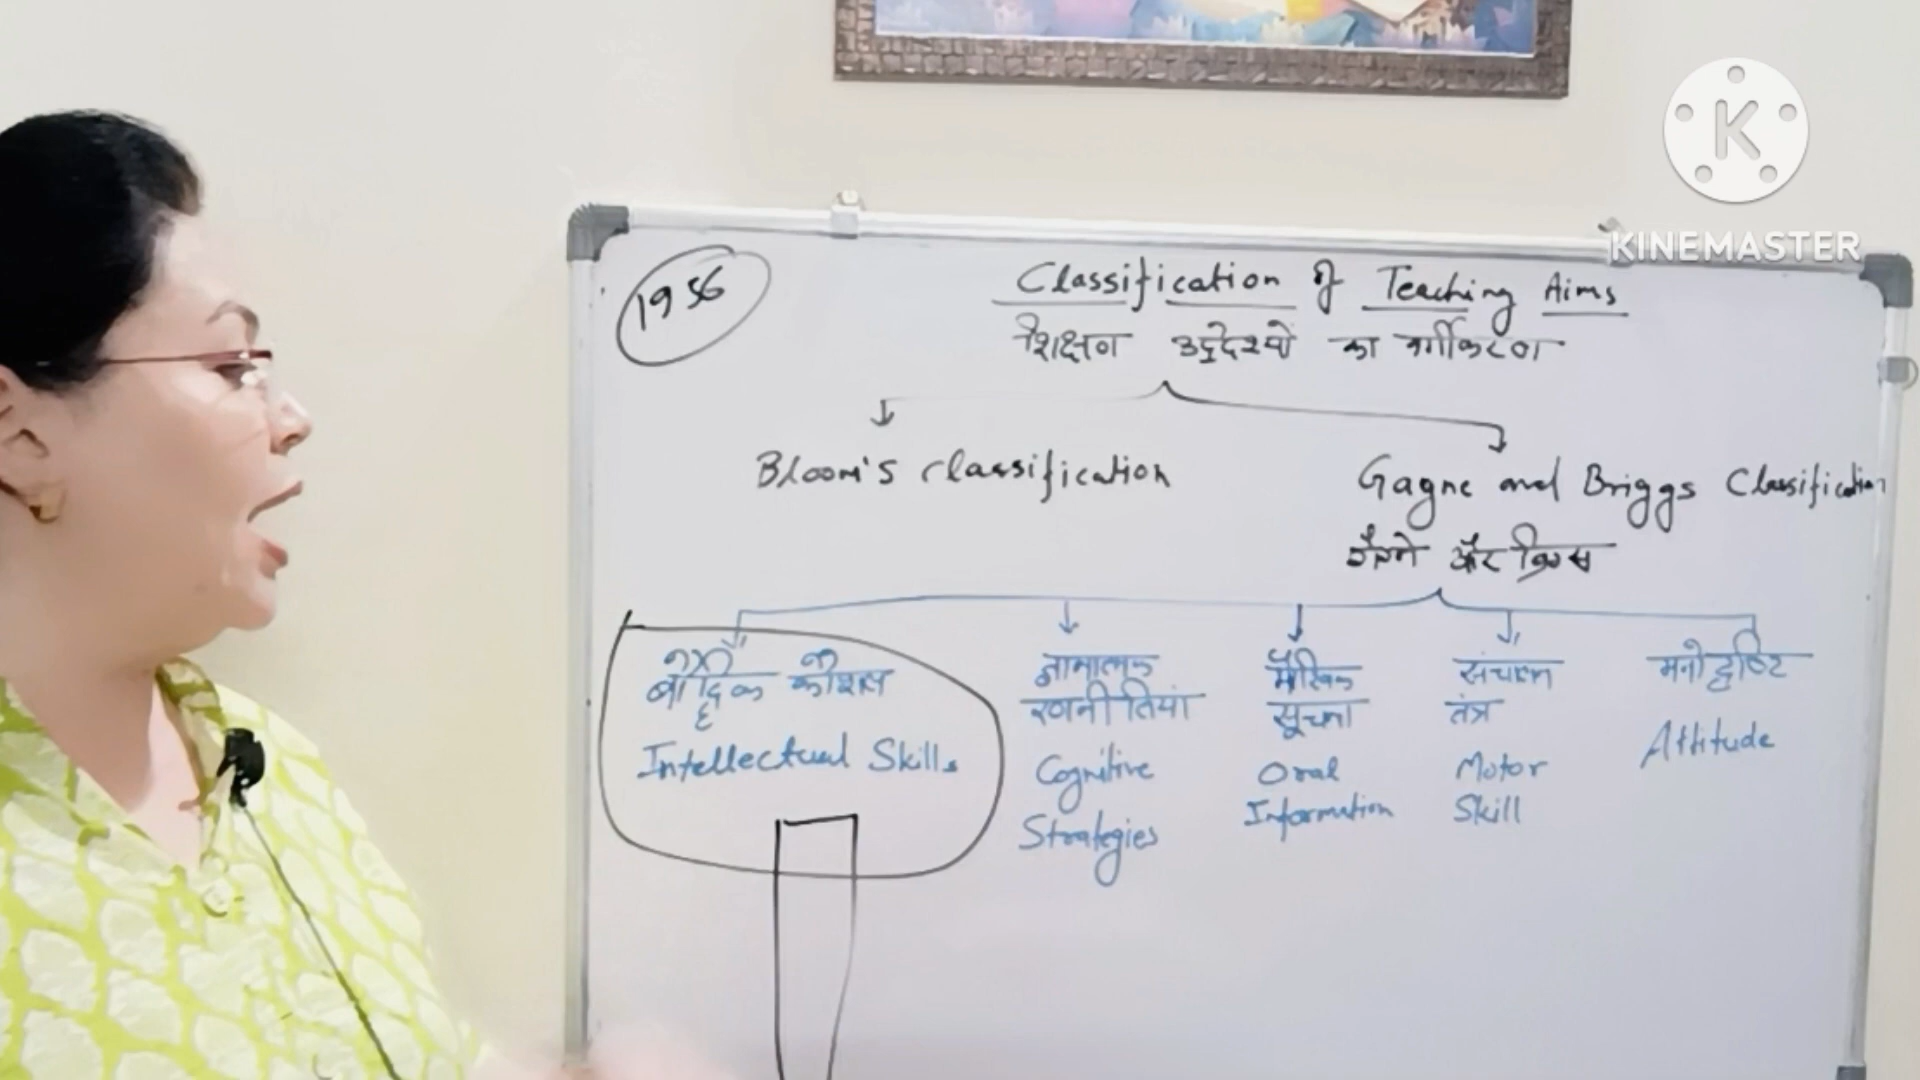 K
KINEMASTER
1956
Classification of Teaching Aims
शिक्षण उद्देश्यों का वर्गीकरण
Bloom's classification
Gagne and Briggs Classification
गैगने और ब्रिग्स
बौद्धिक कौशल
Intellectual Skills
ज्ञानात्मक
रणनीतियां
Cognitive
Strategies
मौखिक
सूचना
Oral
Information
संचालन
तंत्र
Motor
Skill
मनोदृष्टि
Attitude